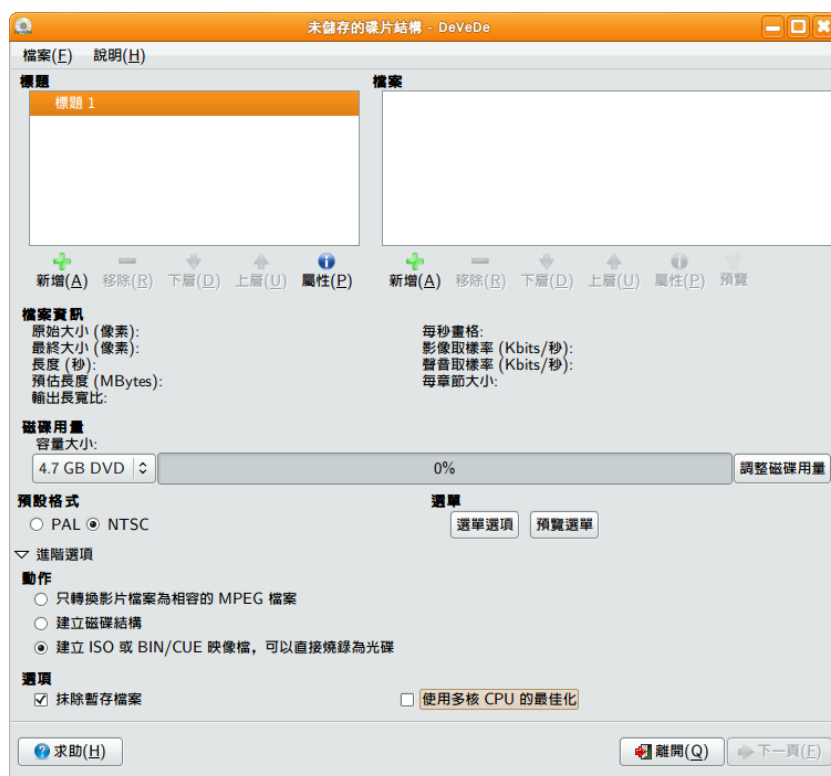 未儲存的碟片結構 - DeVeDe
檔案(F) 說明(H)
標題 檔案
標題 1
新增(A) 移除(R) 下層(D) 上層(U) 屬性(P) 新增(A) 移除(R) 下層(D) 上層(U) 屬性(P) 預覽
檔案資訊
原始大小 (像素): 每秒畫格:
最終大小 (像素): 影像取樣率 (Kbits/秒):
長度 (秒): 聲音取樣率 (Kbits/秒):
預估長度 (MBytes): 每章節大小:
輸出長寬比:
磁碟用量
容量大小:
4.7 GB DVD 0% 調整磁碟用量
預設格式 選單
PAL NTSC 選單選項 預覽選單
進階選項
動作
只轉換影片檔案為相容的 MPEG 檔案
建立磁碟結構
建立 ISO 或 BIN/CUE 映像檔，可以直接燒錄為光碟
選項
抹除暫存檔案 使用多核 CPU 的最佳化
求助(H) 離開(Q) 下一頁(F)